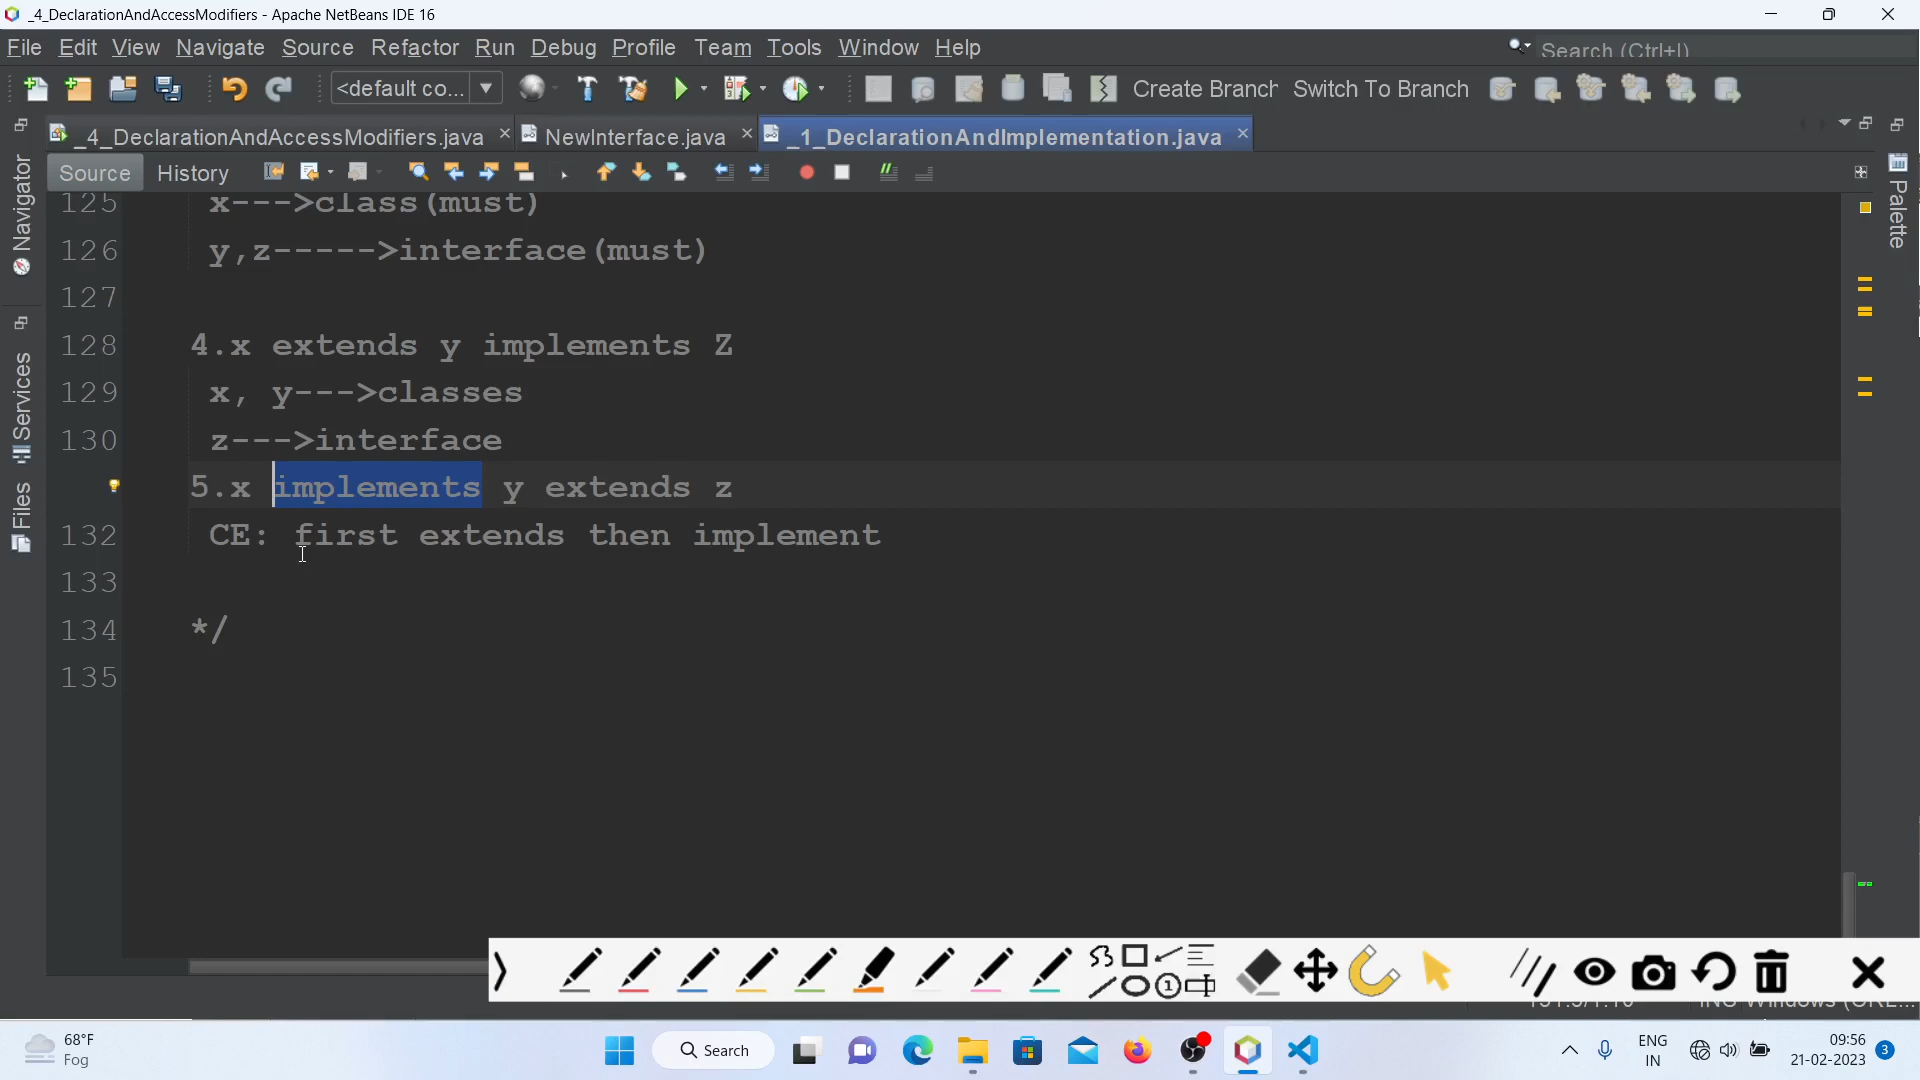 _4_DeclarationAndAccessModifiers - Apache NetBeans IDE 16
File Edit View Navigate Source Refactor Run Debug Profile Team Tools Window Help
Search (Ctrl+I)
<default co...
Create Branch Switch To Branch
_4_DeclarationAndAccessModifiers.java
NewInterface.java
_1_DeclarationAndImplementation.java
Source History
Navigator
Services
Files
Palette
125 x--->class(must)
126 y,z----->interface(must)
127
128 4.x extends y implements Z
129 x, y--->classes
130 z--->interface
5.x implements y extends z
132 CE: first extends then implement
133
134 */
135
68°F
Fog
Search
ENG
IN
09:56
21-02-2023
3